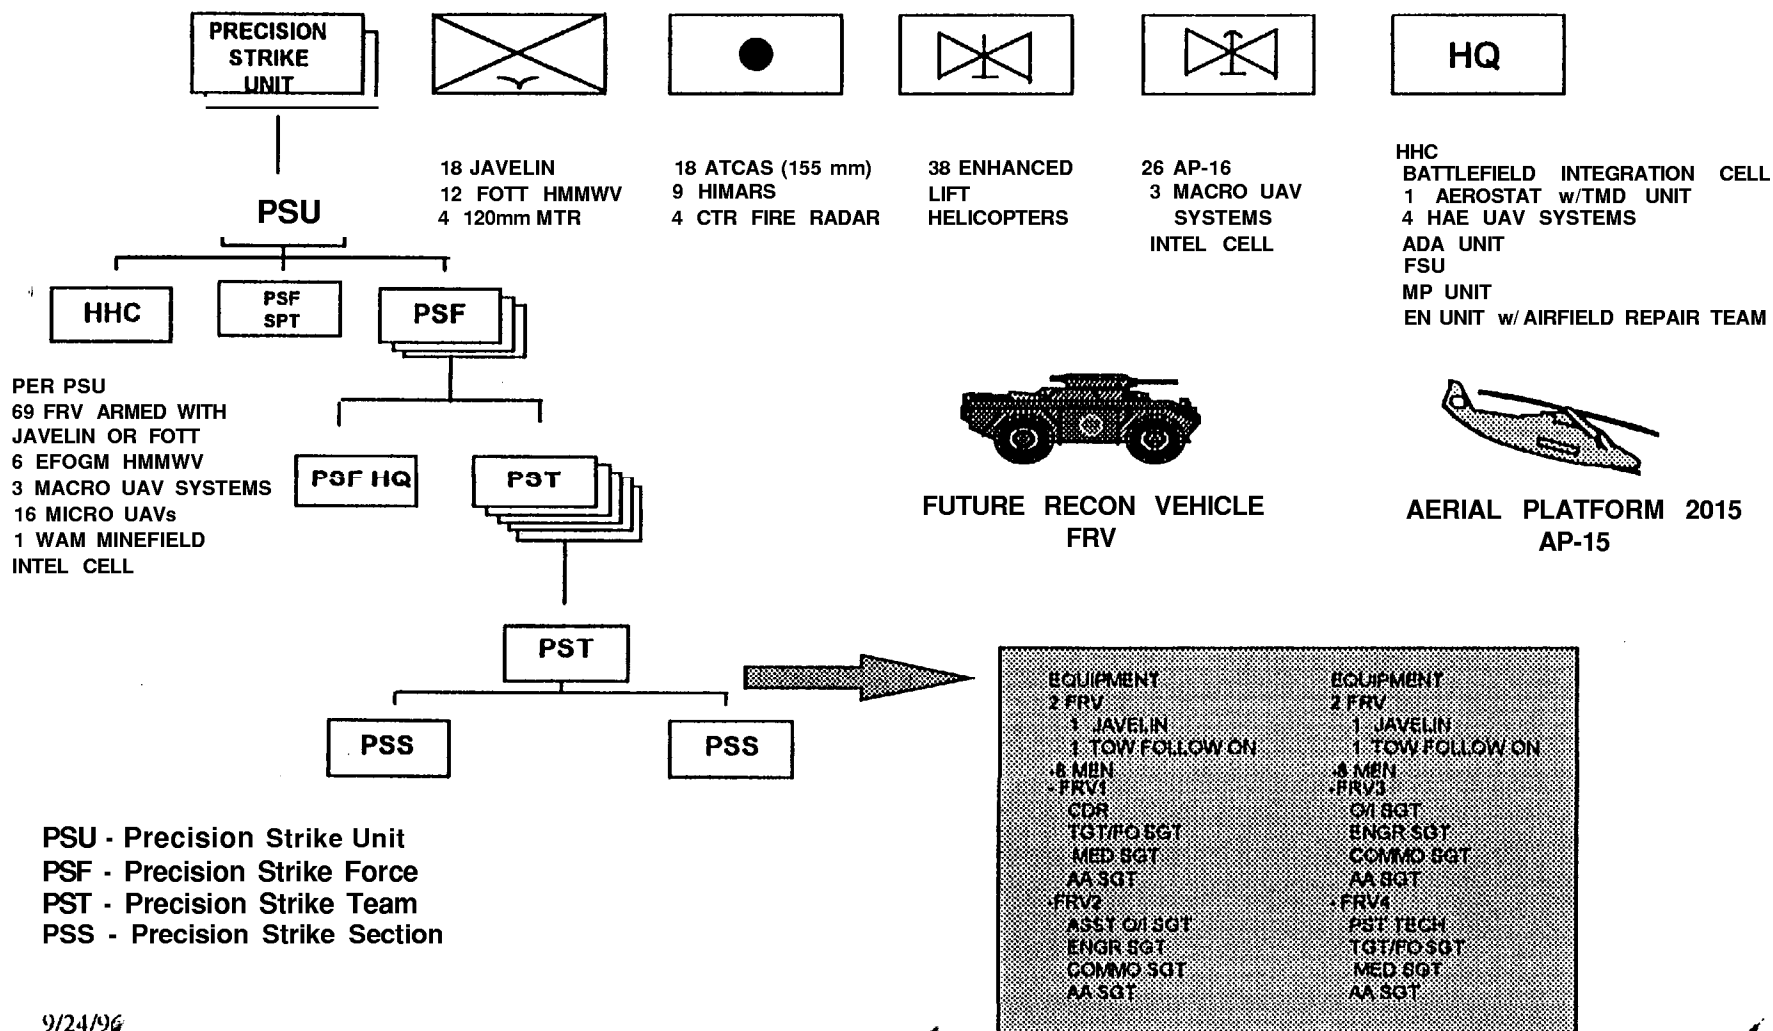 PRECISION
STRIKE
UNIT
HQ
18 JAVELIN
12 FOTT HMMWV
4 120mm MTR
18 ATCAS (155 mm)
9 HIMARS
4 CTR FIRE RADAR
38 ENHANCED
LIFT
HELICOPTERS
26 AP-16
3 MACRO UAV
SYSTEMS
INTEL CELL
HHC
BATTLEFIELD INTEGRATION CELL
1 AEROSTAT w/TMD UNIT
4 HAE UAV SYSTEMS
ADA UNIT
FSU
MP UNIT
EN UNIT w/ AIRFIELD REPAIR TEAM
PSU
HHC
PSF
SPT
PSF
PER PSU
69 FRV ARMED WITH
JAVELIN OR FOTT
6 EFOGM HMMWV
3 MACRO UAV SYSTEMS
16 MICRO UAVs
1 WAM MINEFIELD
INTEL CELL
PSF HQ
PST
FUTURE RECON VEHICLE
FRV
AERIAL PLATFORM 2015
AP-15
PST
PSS
PSS
EQUIPMENT
2 FRV
1 JAVELIN
1 TOW FOLLOW ON
-8 MEN
- FRV1
CDR
TGT/FO SGT
MED SGT
AA SGT
-FRV2
ASST O/I SGT
ENGR SGT
COMMO SGT
AA SGT
EQUIPMENT
2 FRV
1 JAVELIN
1 TOW FOLLOW ON
-8 MEN
-FRV3
O/I SGT
ENGR SGT
COMMO SGT
AA SGT
- FRV4
PST TECH
TGT/FO SGT
MED SGT
AA SGT
PSU - Precision Strike Unit
PSF - Precision Strike Force
PST - Precision Strike Team
PSS - Precision Strike Section
9/24/96